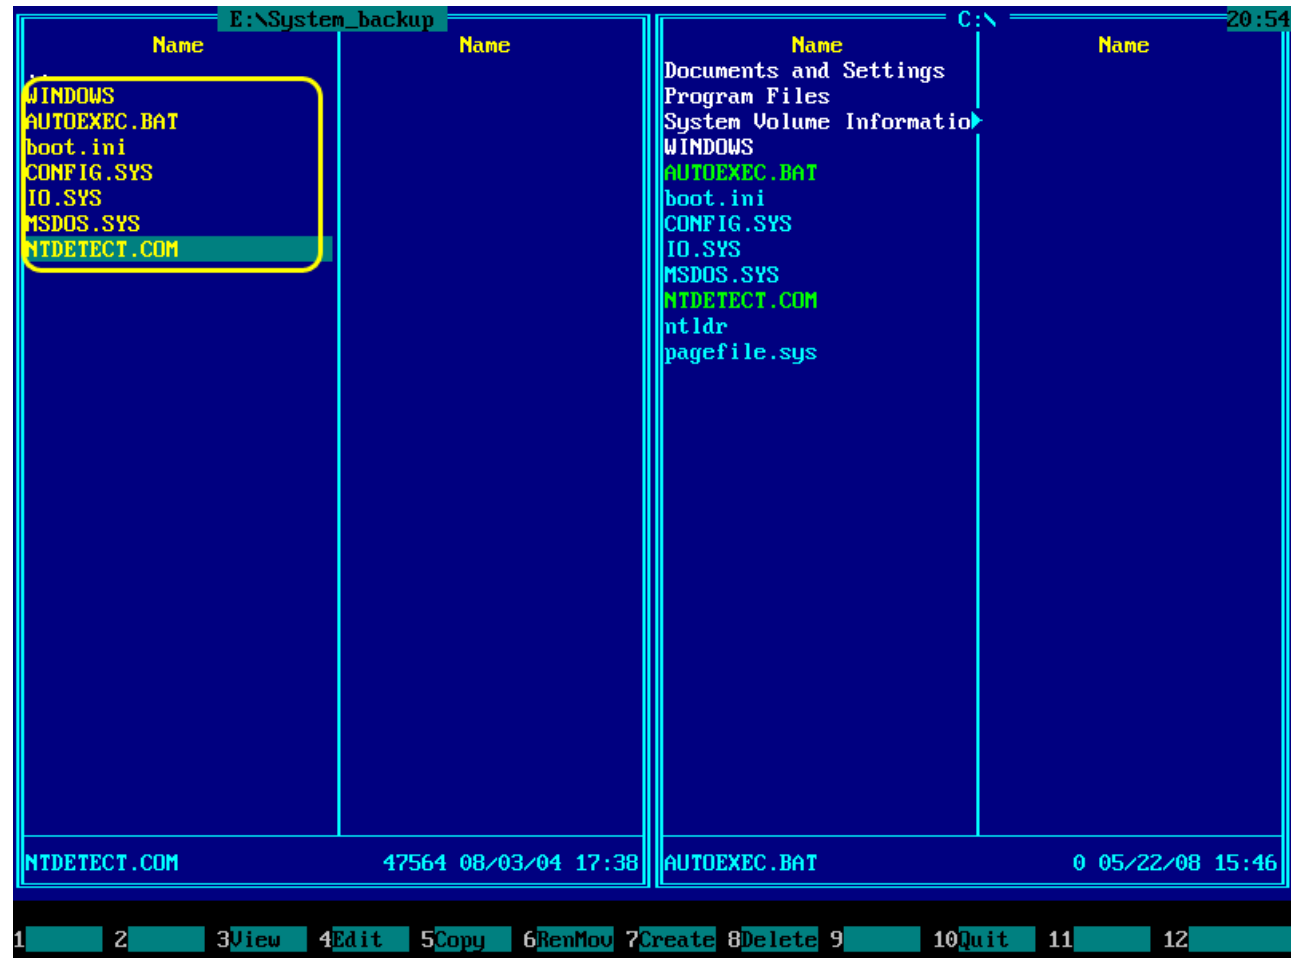 E:\System_backup
Name
Name
..
WINDOWS
AUTOEXEC.BAT
boot.ini
CONFIG.SYS
IO.SYS
MSDOS.SYS
NTDETECT.COM
NTDETECT.COM 47564 08/03/04 17:38
C:\
20:54
Name
Name
Documents and Settings
Program Files
System Volume Informatio
WINDOWS
AUTOEXEC.BAT
boot.ini
CONFIG.SYS
IO.SYS
MSDOS.SYS
NTDETECT.COM
ntldr
pagefile.sys
AUTOEXEC.BAT 0 05/22/08 15:46
1 2 3View 4Edit 5Copy 6RenMov 7Create 8Delete 9 10Quit 11 12